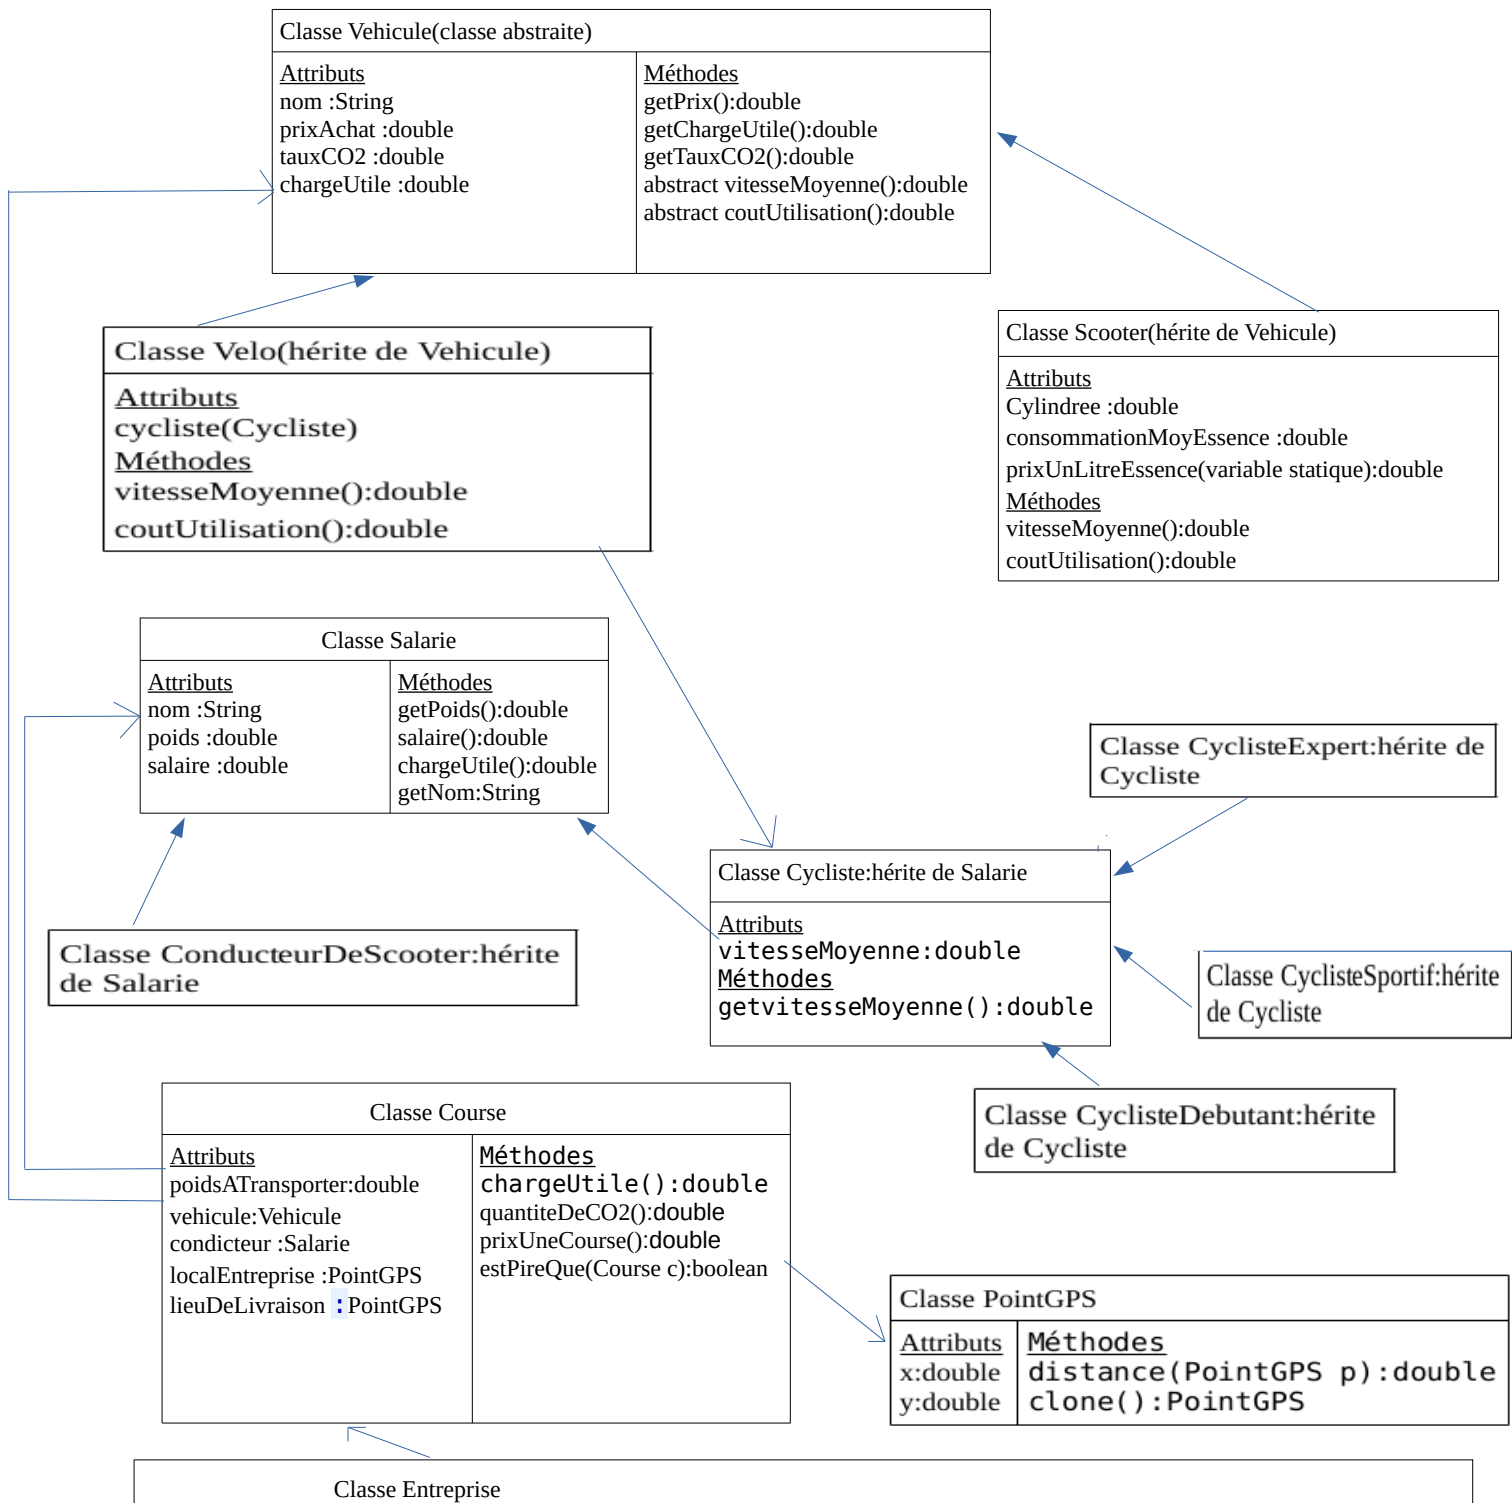 Classe Vehicule(classe abstraite)
Attributs
nom :String
prixAchat :double
tauxCO2 :double
chargeUtile :double
Méthodes
getPrix():double
getChargeUtile():double
getTauxCO2():double
abstract vitesseMoyenne():double
abstract coutUtilisation():double
Classe Velo(hérite de Vehicule)
Attributs
cycliste(Cycliste)
Méthodes
vitesseMoyenne():double
coutUtilisation():double
Classe Scooter(hérite de Vehicule)
Attributs
Cylindree :double
consommationMoyEssence :double
prixUnLitreEssence(variable statique):double
Méthodes
vitesseMoyenne():double
coutUtilisation():double
Classe Salarie
Attributs
nom :String
poids :double
salaire :double
Méthodes
getPoids():double
salaire():double
chargeUtile():double
getNom:String
Classe CyclisteExpert:hérite de
Cycliste
Classe Cycliste:hérite de Salarie
Attributs
vitesseMoyenne:double
Méthodes
getvitesseMoyenne():double
Classe ConducteurDeScooter:hérite
de Salarie
Classe CyclisteSportif:hérite
de Cycliste
Classe CyclisteDebutant:hérite
de Cycliste
Classe Course
Attributs
poidsATransporter:double
vehicule:Vehicule
condicteur :Salarie
localEntreprise :PointGPS
lieuDeLivraison :PointGPS
Méthodes
chargeUtile():double
quantiteDeCO2():double
prixUneCourse():double
estPireQue(Course c):boolean
Classe PointGPS
Attributs
x:double
y:double
Méthodes
distance(PointGPS p):double
clone():PointGPS
Classe Entreprise